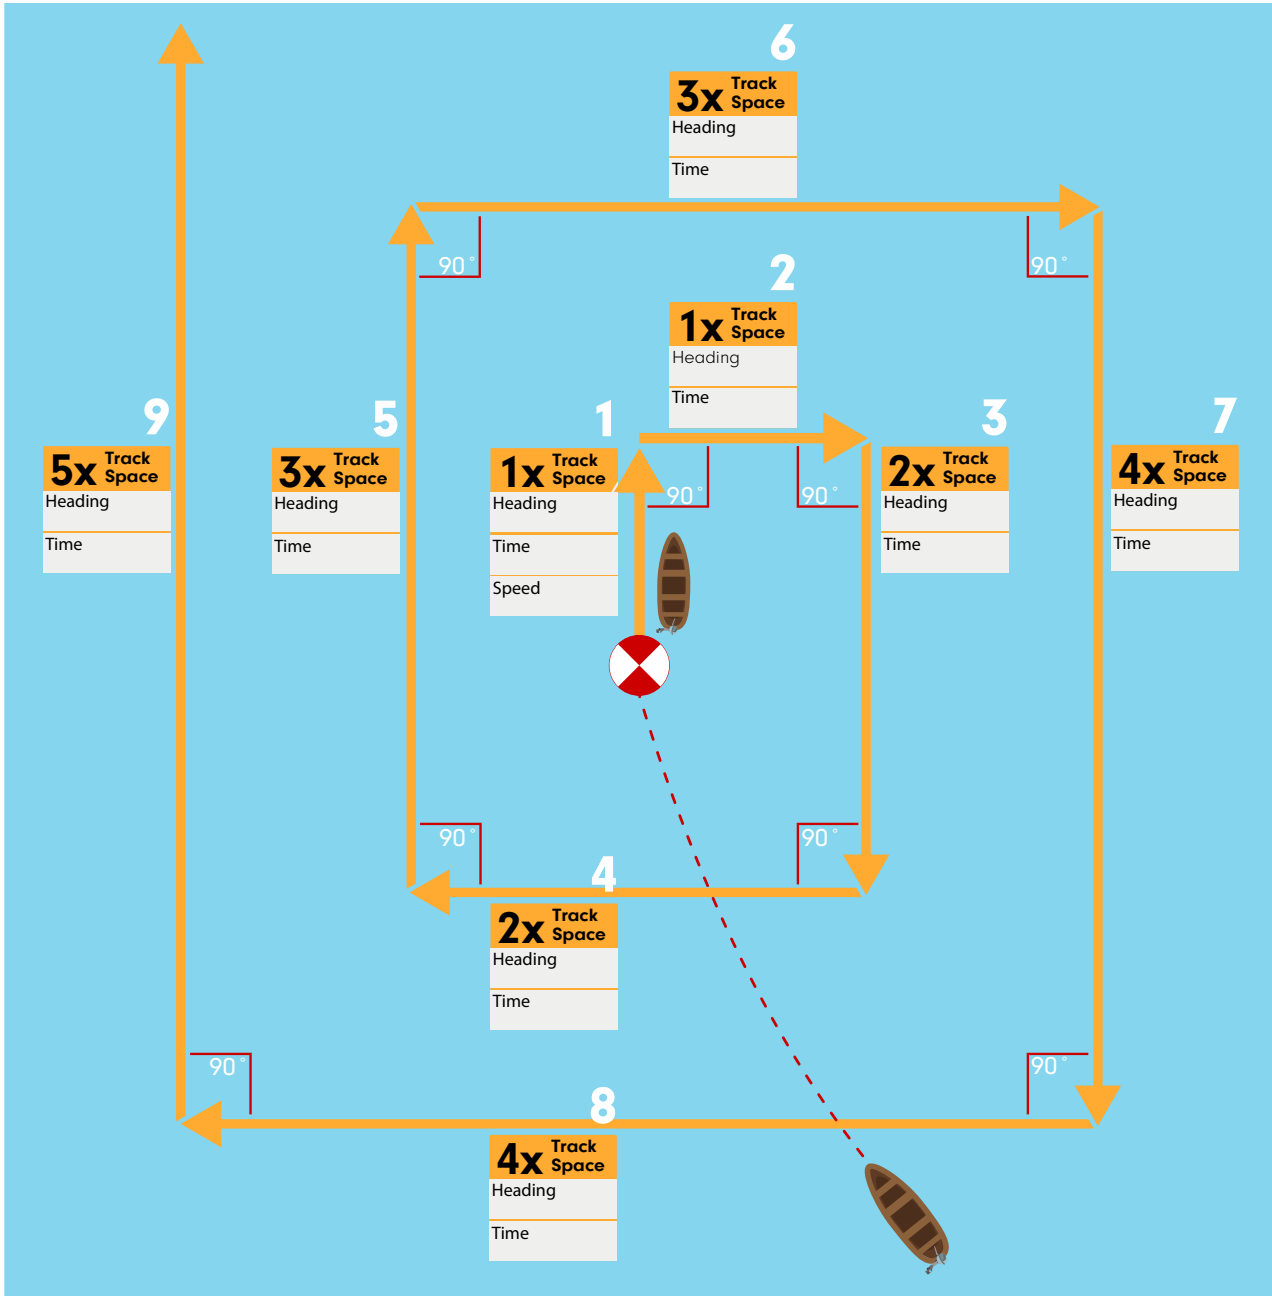 6
3x Track Space
Heading
Time
90°
90°
2
1x Track Space
Heading
Time
9
5x Track Space
Heading
Time
5
3x Track Space
Heading
Time
1
1x Track Space
Heading
Time
Speed
90°
90°
3
2x Track Space
Heading
Time
7
4x Track Space
Heading
Time
90°
90°
4
2x Track Space
Heading
Time
90°
90°
8
4x Track Space
Heading
Time